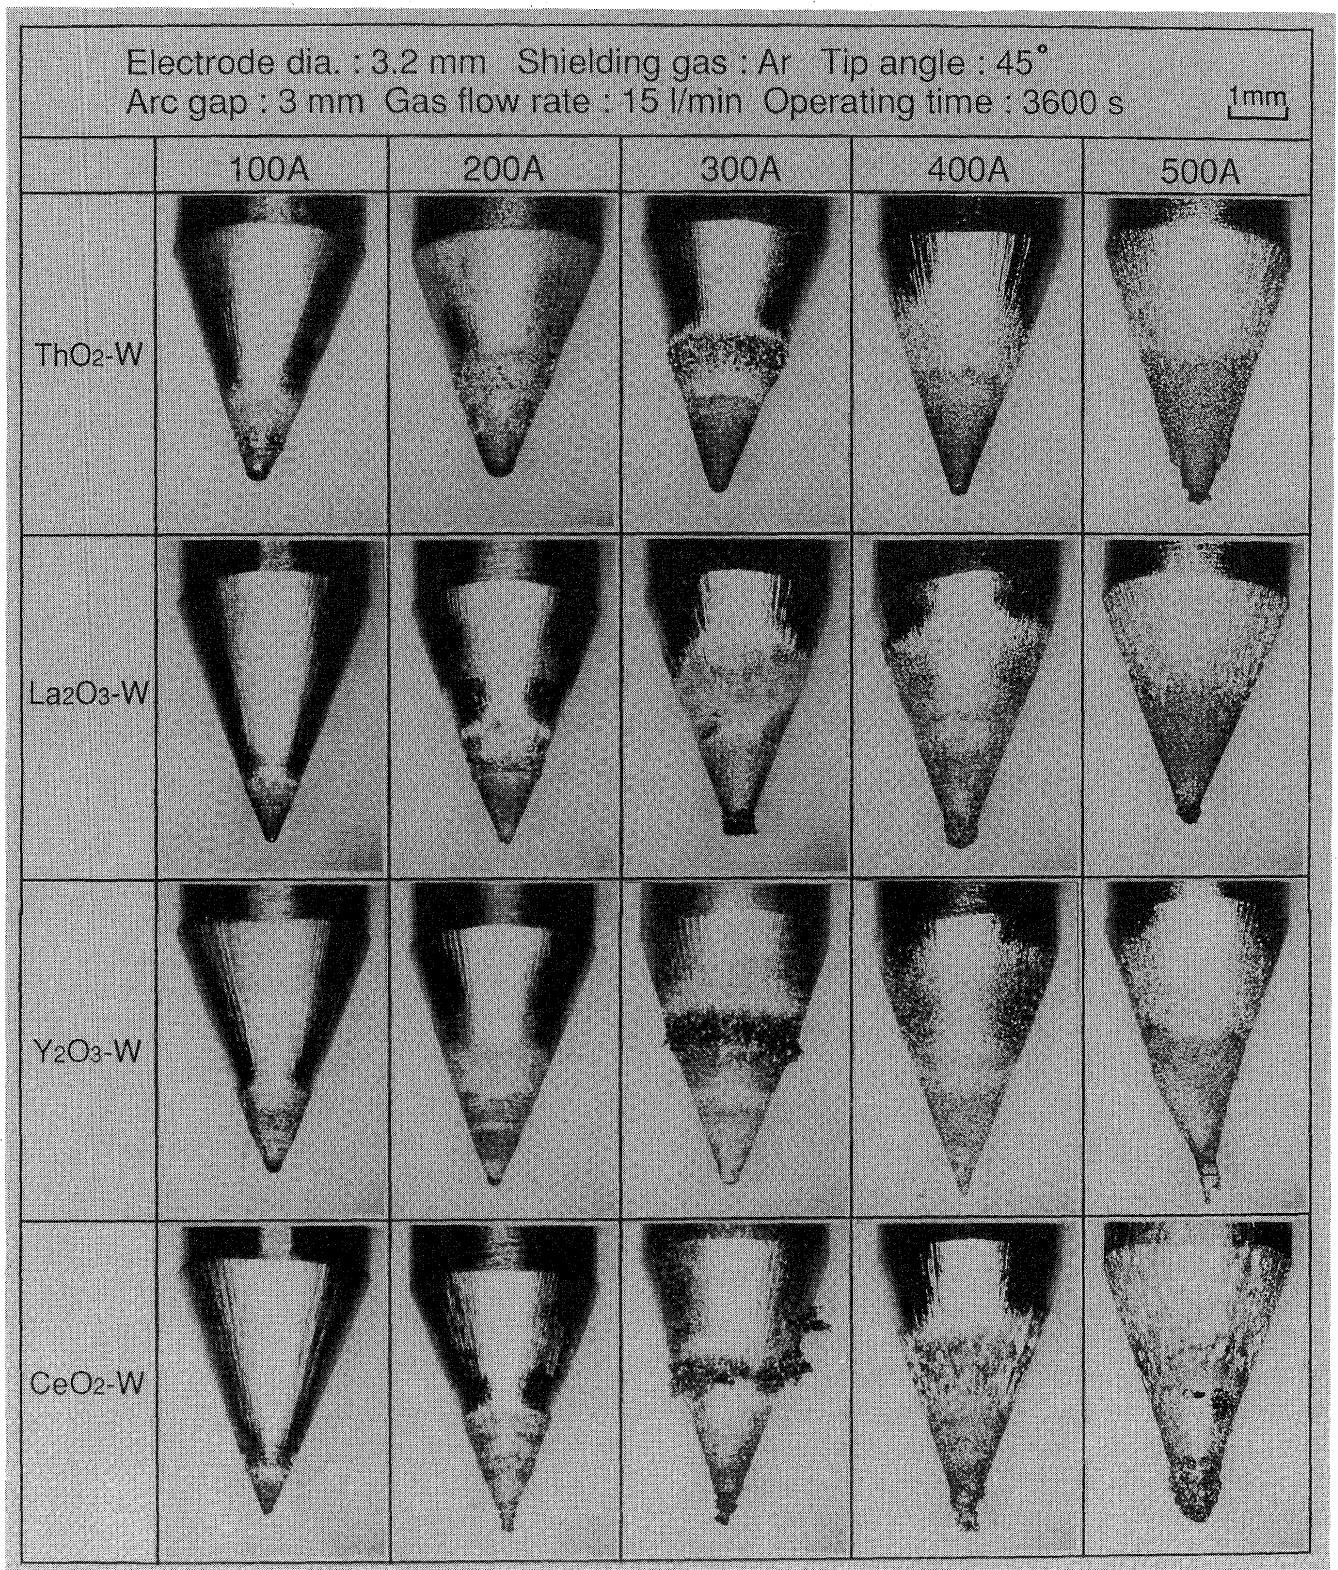 Electrode dia. : 3.2 mm Shielding gas : Ar Tip angle : 45°
Arc gap : 3 mm Gas flow rate : 15 l/min Operating time : 3600 s
1mm
100A 200A 300A 400A 500A
ThO2-W
La2O3-W
Y2O3-W
CeO2-W